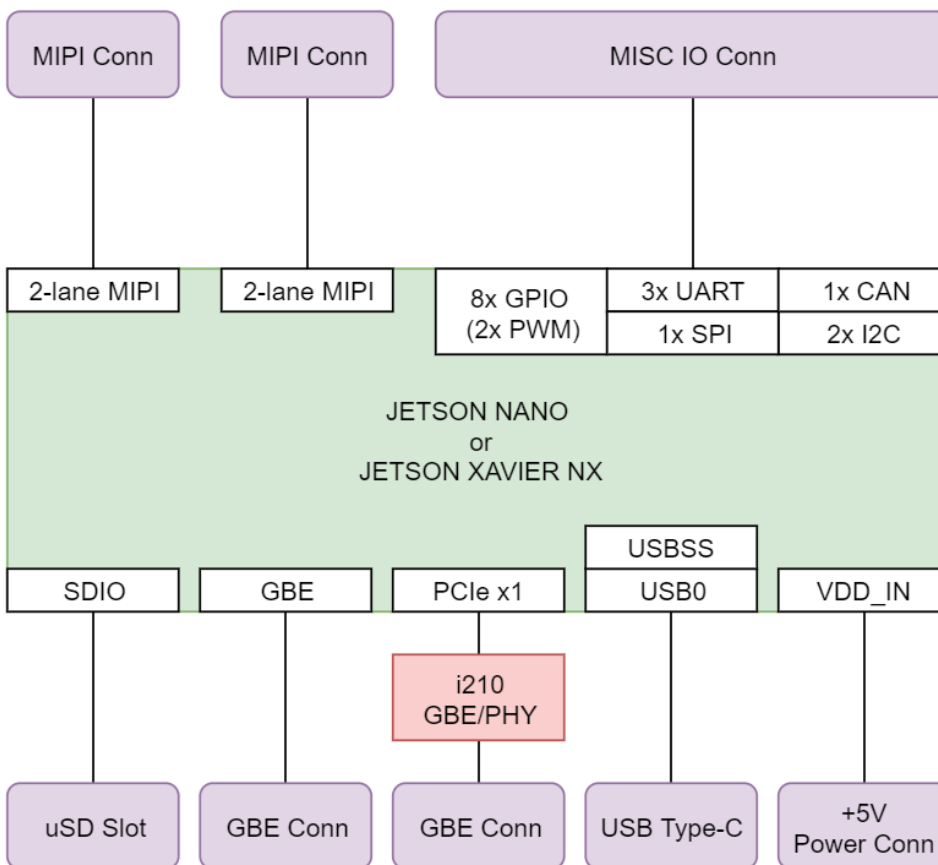 MIPI Conn
MIPI Conn
MISC IO Conn
2-lane MIPI
2-lane MIPI
8x GPIO
(2x PWM)
3x UART
1x CAN
1x SPI
2x I2C
JETSON NANO
or
JETSON XAVIER NX
USBSS
SDIO
GBE
PCIe x1
USB0
VDD_IN
i210
GBE/PHY
uSD Slot
GBE Conn
GBE Conn
USB Type-C
+5V
Power Conn